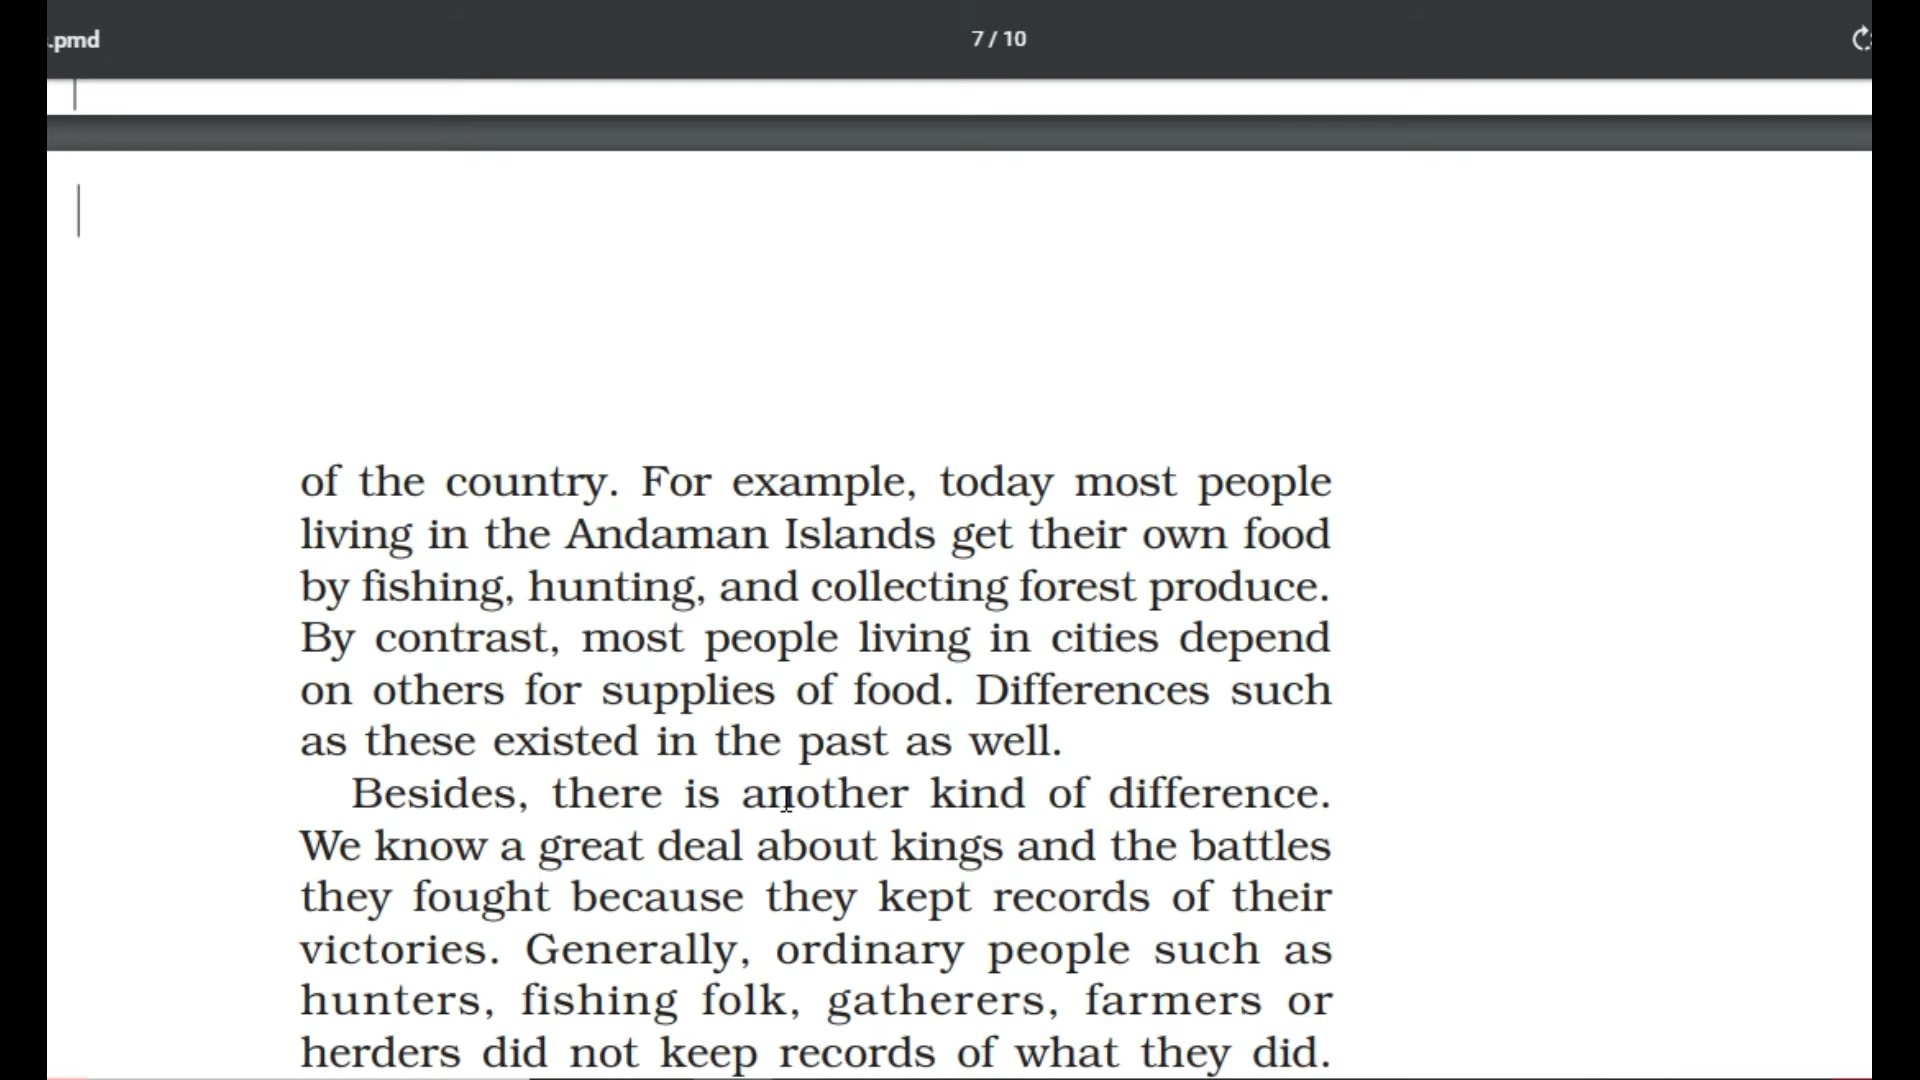 .pmd
7 / 10
of the country. For example, today most people
living in the Andaman Islands get their own food
by fishing, hunting, and collecting forest produce.
By contrast, most people living in cities depend
on others for supplies of food. Differences such
as these existed in the past as well.
Besides, there is another kind of difference.
We know a great deal about kings and the battles
they fought because they kept records of their
victories. Generally, ordinary people such as
hunters, fishing folk, gatherers, farmers or
herders did not keep records of what they did.